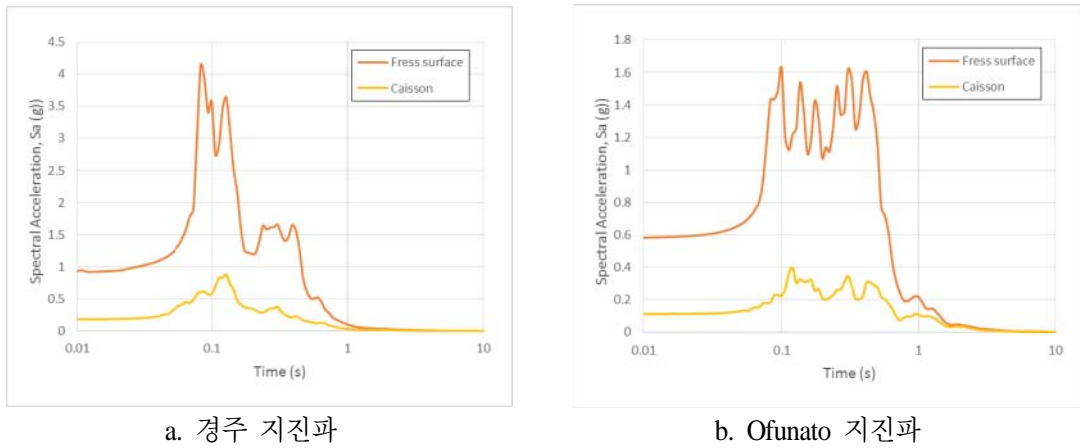 4.5
4
3.5
3
2.5
2
1.5
1
0.5
0
0.01
0.1
1
10
Spectral Acceleration, Sa (g))
Time (s)
Fress surface
Caisson
a. 경주 지진파
1.8
1.6
1.4
1.2
1
0.8
0.6
0.4
0.2
0
0.01
0.1
1
10
Spectral Acceleration, Sa (g))
Time (s)
Fress surface
Caisson
b. Ofunato 지진파